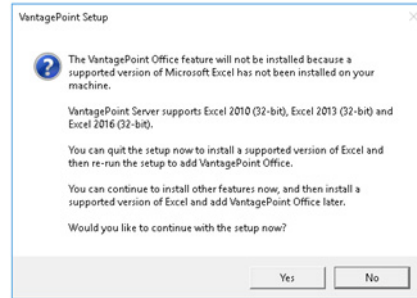 VantagePoint Setup
The VantagePoint Office feature will not be installed because a
supported version of Microsoft Excel has not been installed on your
machine.
VantagePoint Server supports Excel 2010 (32-bit), Excel 2013 (32-bit) and
Excel 2016 (32-bit).
You can quit the setup now to install a supported version of Excel and
then re-run the setup to add VantagePoint Office.
You can continue to install other features now, and then install a
supported version of Excel and add VantagePoint Office later.
Would you like to continue with the setup now?
Yes
No